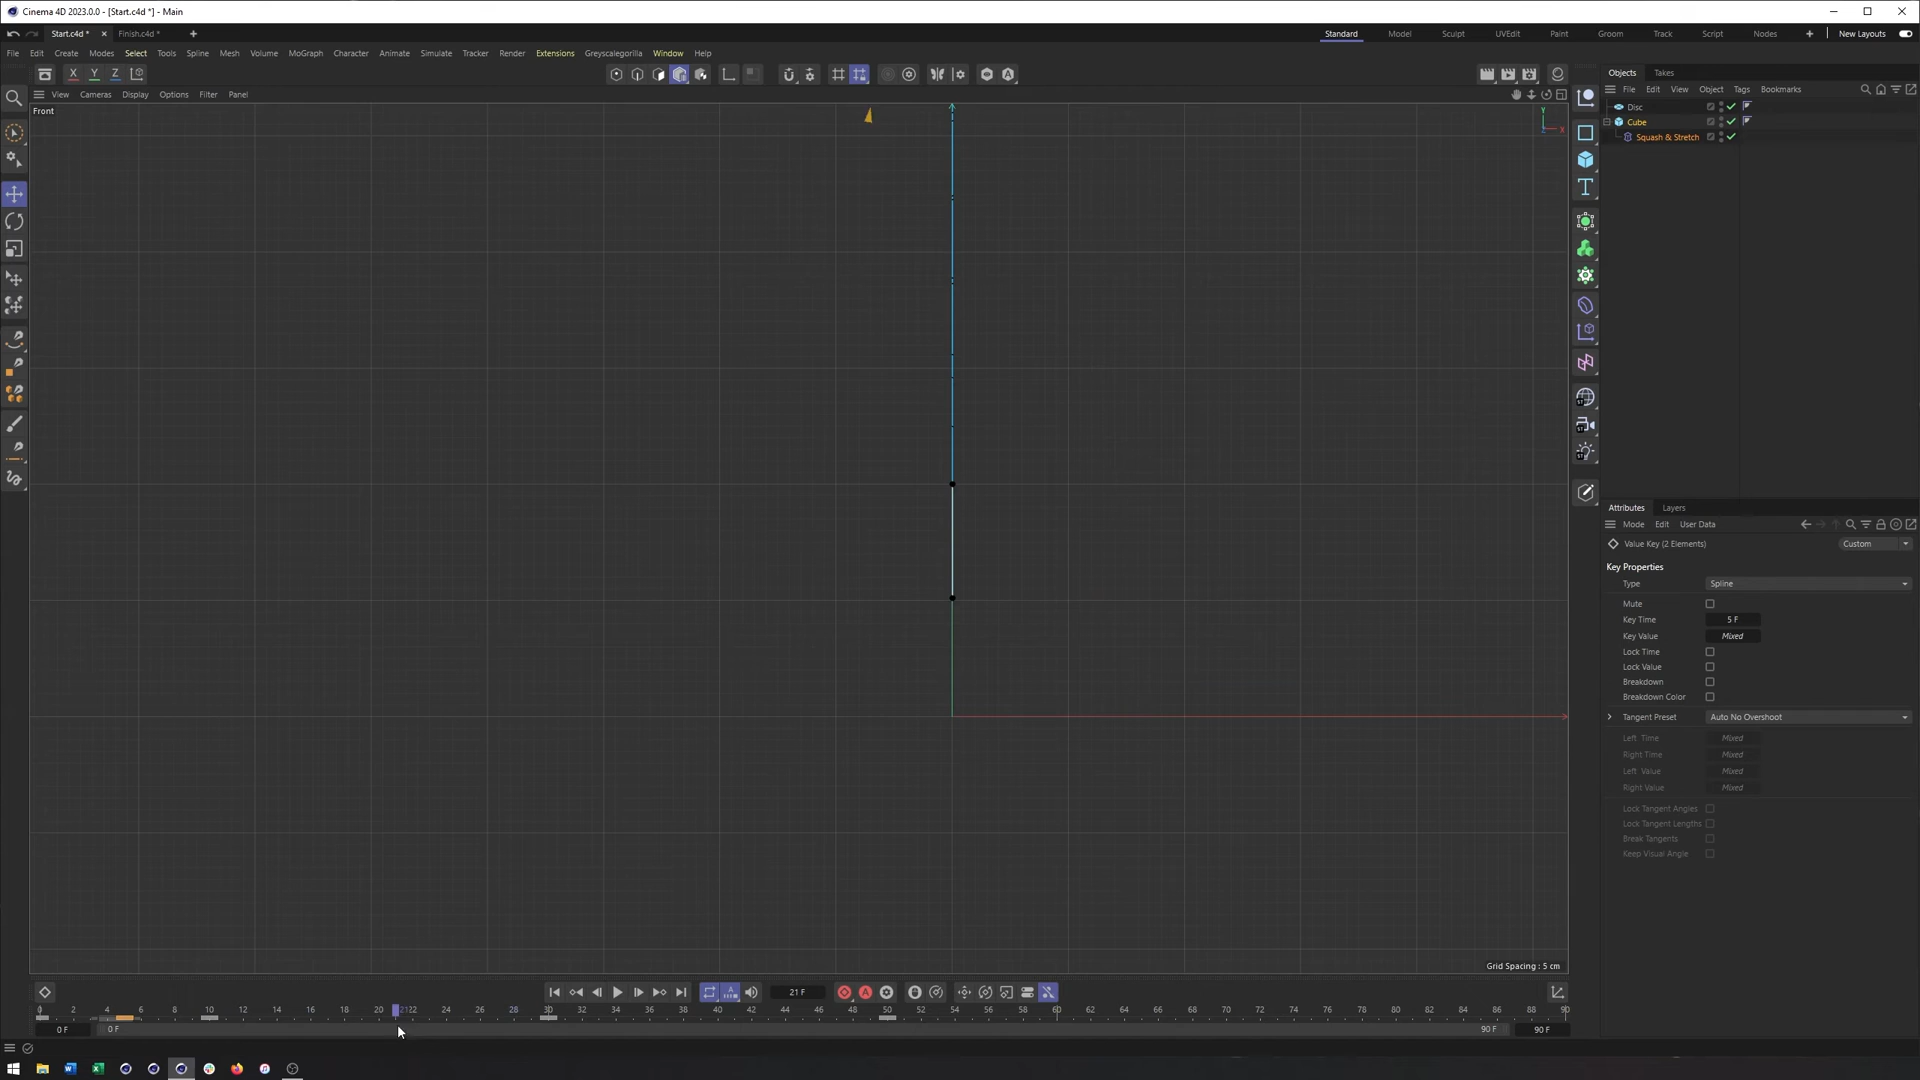 Cinema 4D 2023.0.0 - [Start.c4d *] - Main
Start.c4d * Finish.c4d * Standard Model Sculpt UVEdit Paint Groom Track Script Nodes New Layouts
File Edit Create Modes Select Tools Spline Mesh Volume MoGraph Character Animate Simulate Tracker Render Extensions Greyscalegorilla Window Help
X Y Z
Objects Takes
File Edit View Object Tags Bookmarks
View Cameras Display Options Filter Panel
Front
Y
X
Disc
Cube
Squash & Stretch
Attributes Layers
Mode Edit User Data
Value Key (2 Elements) Custom
Key Properties
Type Spline
Mute
Key Time 5 F
Key Value Mixed
Lock Time
Lock Value
Breakdown
Breakdown Color
Tangent Preset Auto No Overshoot
Left Time Mixed
Right Time Mixed
Left Value Mixed
Right Value Mixed
Lock Tangent Angles
Lock Tangent Lengths
Break Tangents
Keep Visual Angle
Grid Spacing : 5 cm
21 F
0 2 4 6 8 10 12 14 16 18 20 2122 24 26 28 30 32 34 36 38 40 42 44 46 48 50 52 54 56 58 60 62 64 66 68 70 72 74 76 78 80 82 84 86 88 90
0 F 0 F 90 F 90 F